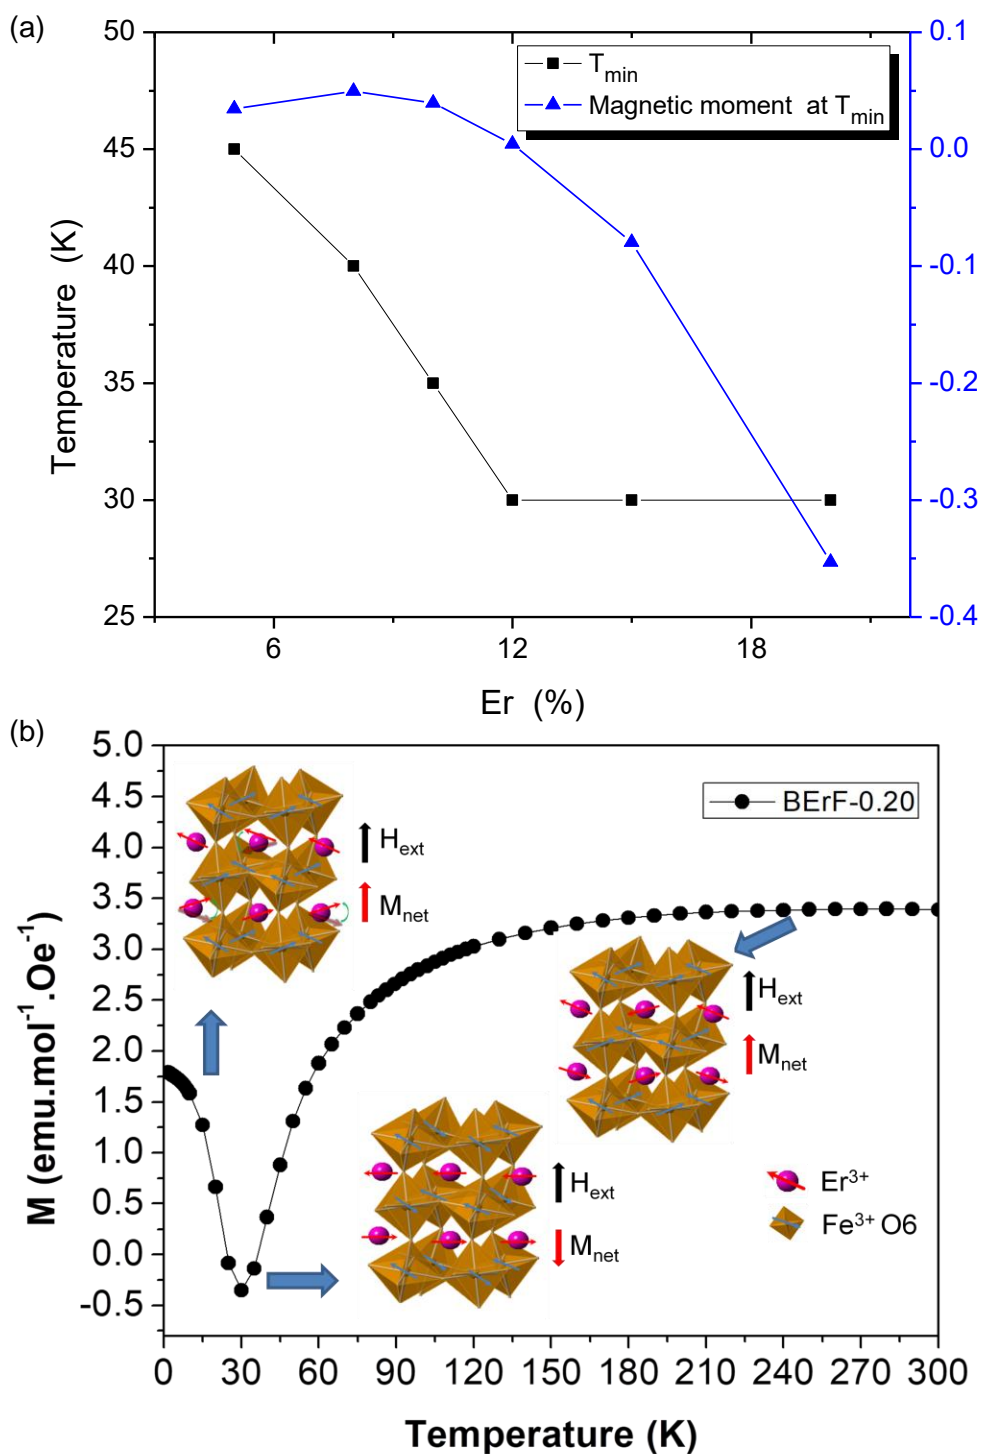 (a)
50
45
40
35
30
25
Temperature (K)
0.1
0.0
-0.1
-0.2
-0.3
-0.4
T_min
Magnetic moment at T_min
6
12
18
Er (%)
(b)
5.0
4.5
4.0
3.5
3.0
2.5
2.0
1.5
1.0
0.5
0.0
-0.5
M (emu.mol⁻¹.Oe⁻¹)
BErF-0.20
H_ext
M_net
H_ext
M_net
H_ext
M_net
Er³⁺
Fe³⁺ O6
0 30 60 90 120 150 180 210 240 270 300
Temperature (K)